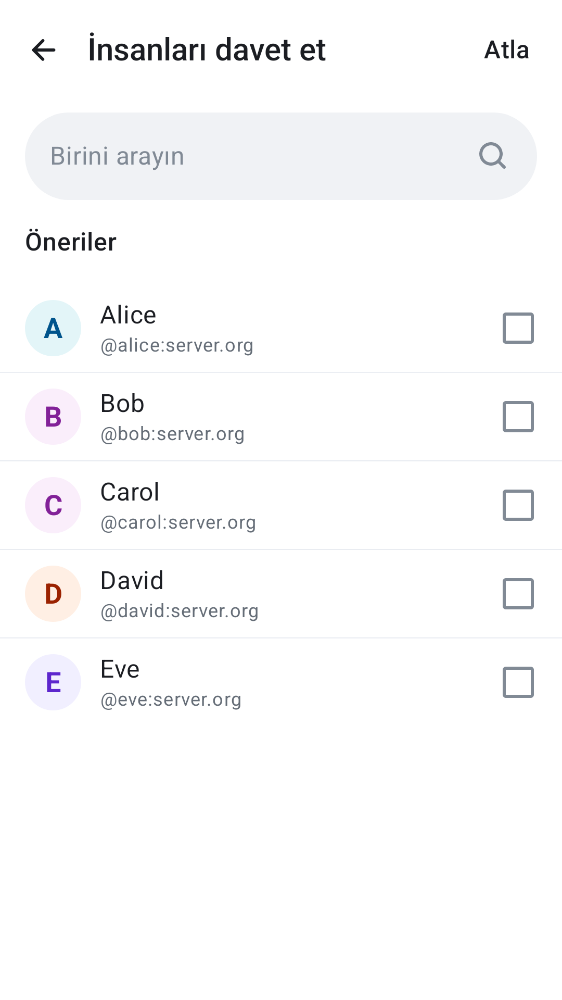 İnsanları davet et
Atla
Birini arayın
Öneriler
A
Alice
@alice:server.org
B
Bob
@bob:server.org
C
Carol
@carol:server.org
D
David
@david:server.org
E
Eve
@eve:server.org